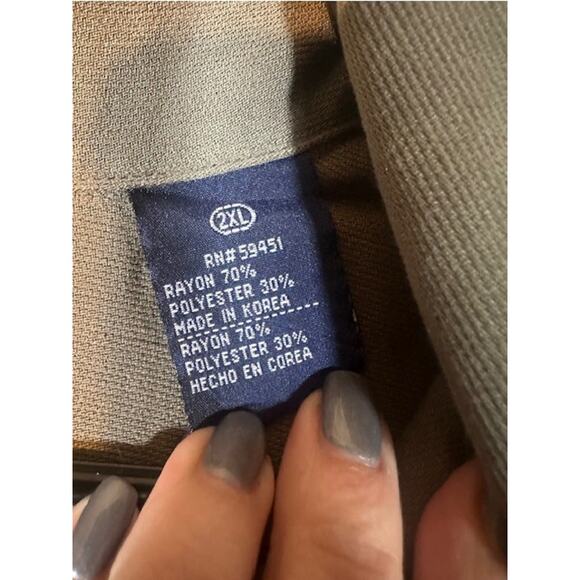 2XL
RN# 59451
RAYON 70%
POLYESTER 30%
MADE IN KOREA
RAYON 70%
POLYESTER 30%
HECHO EN COREA